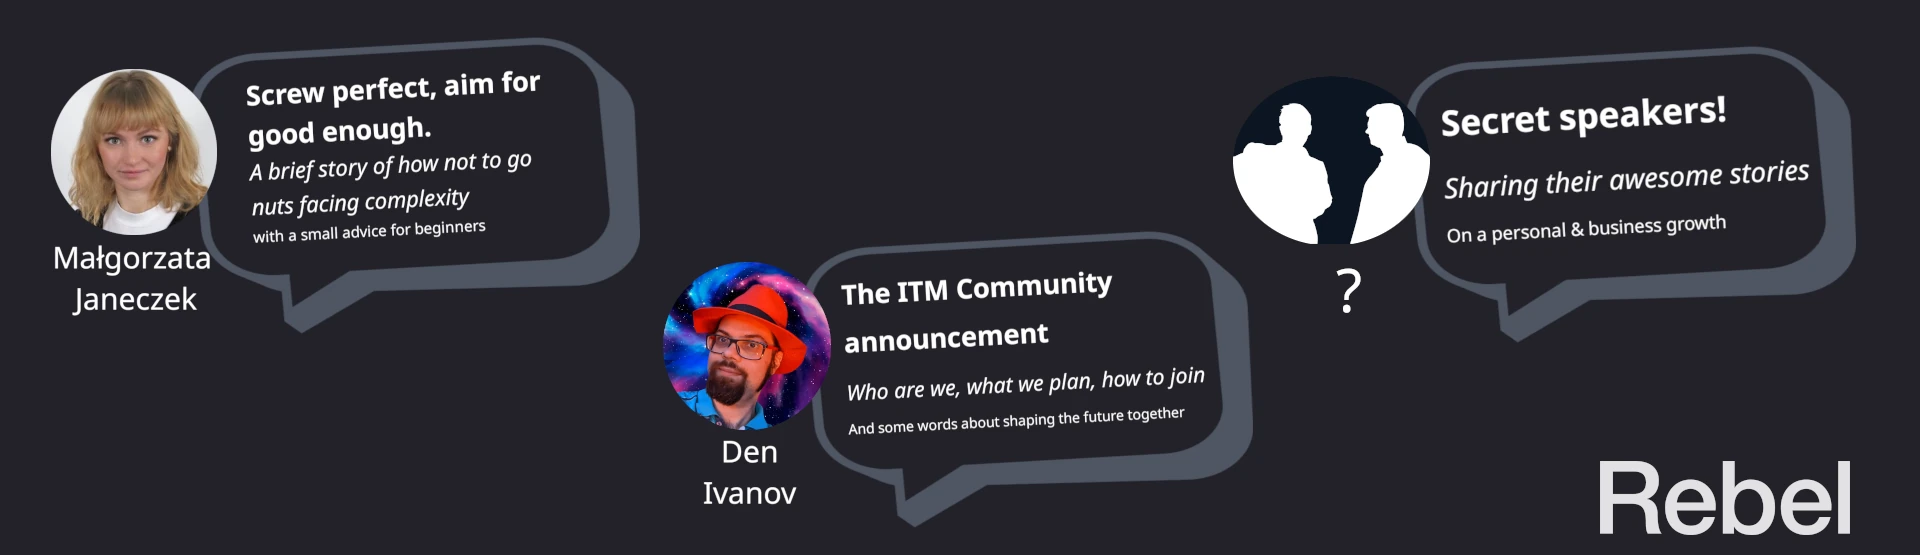 Screw perfect, aim for
good enough.
A brief story of how not to go
nuts facing complexity
with a small advice for beginners
Małgorzata
Janeczek
The ITM Community
announcement
Who are we, what we plan, how to join
And some words about shaping the future together
Den
Ivanov
Secret speakers!
Sharing their awesome stories
On a personal & business growth
?
Rebel